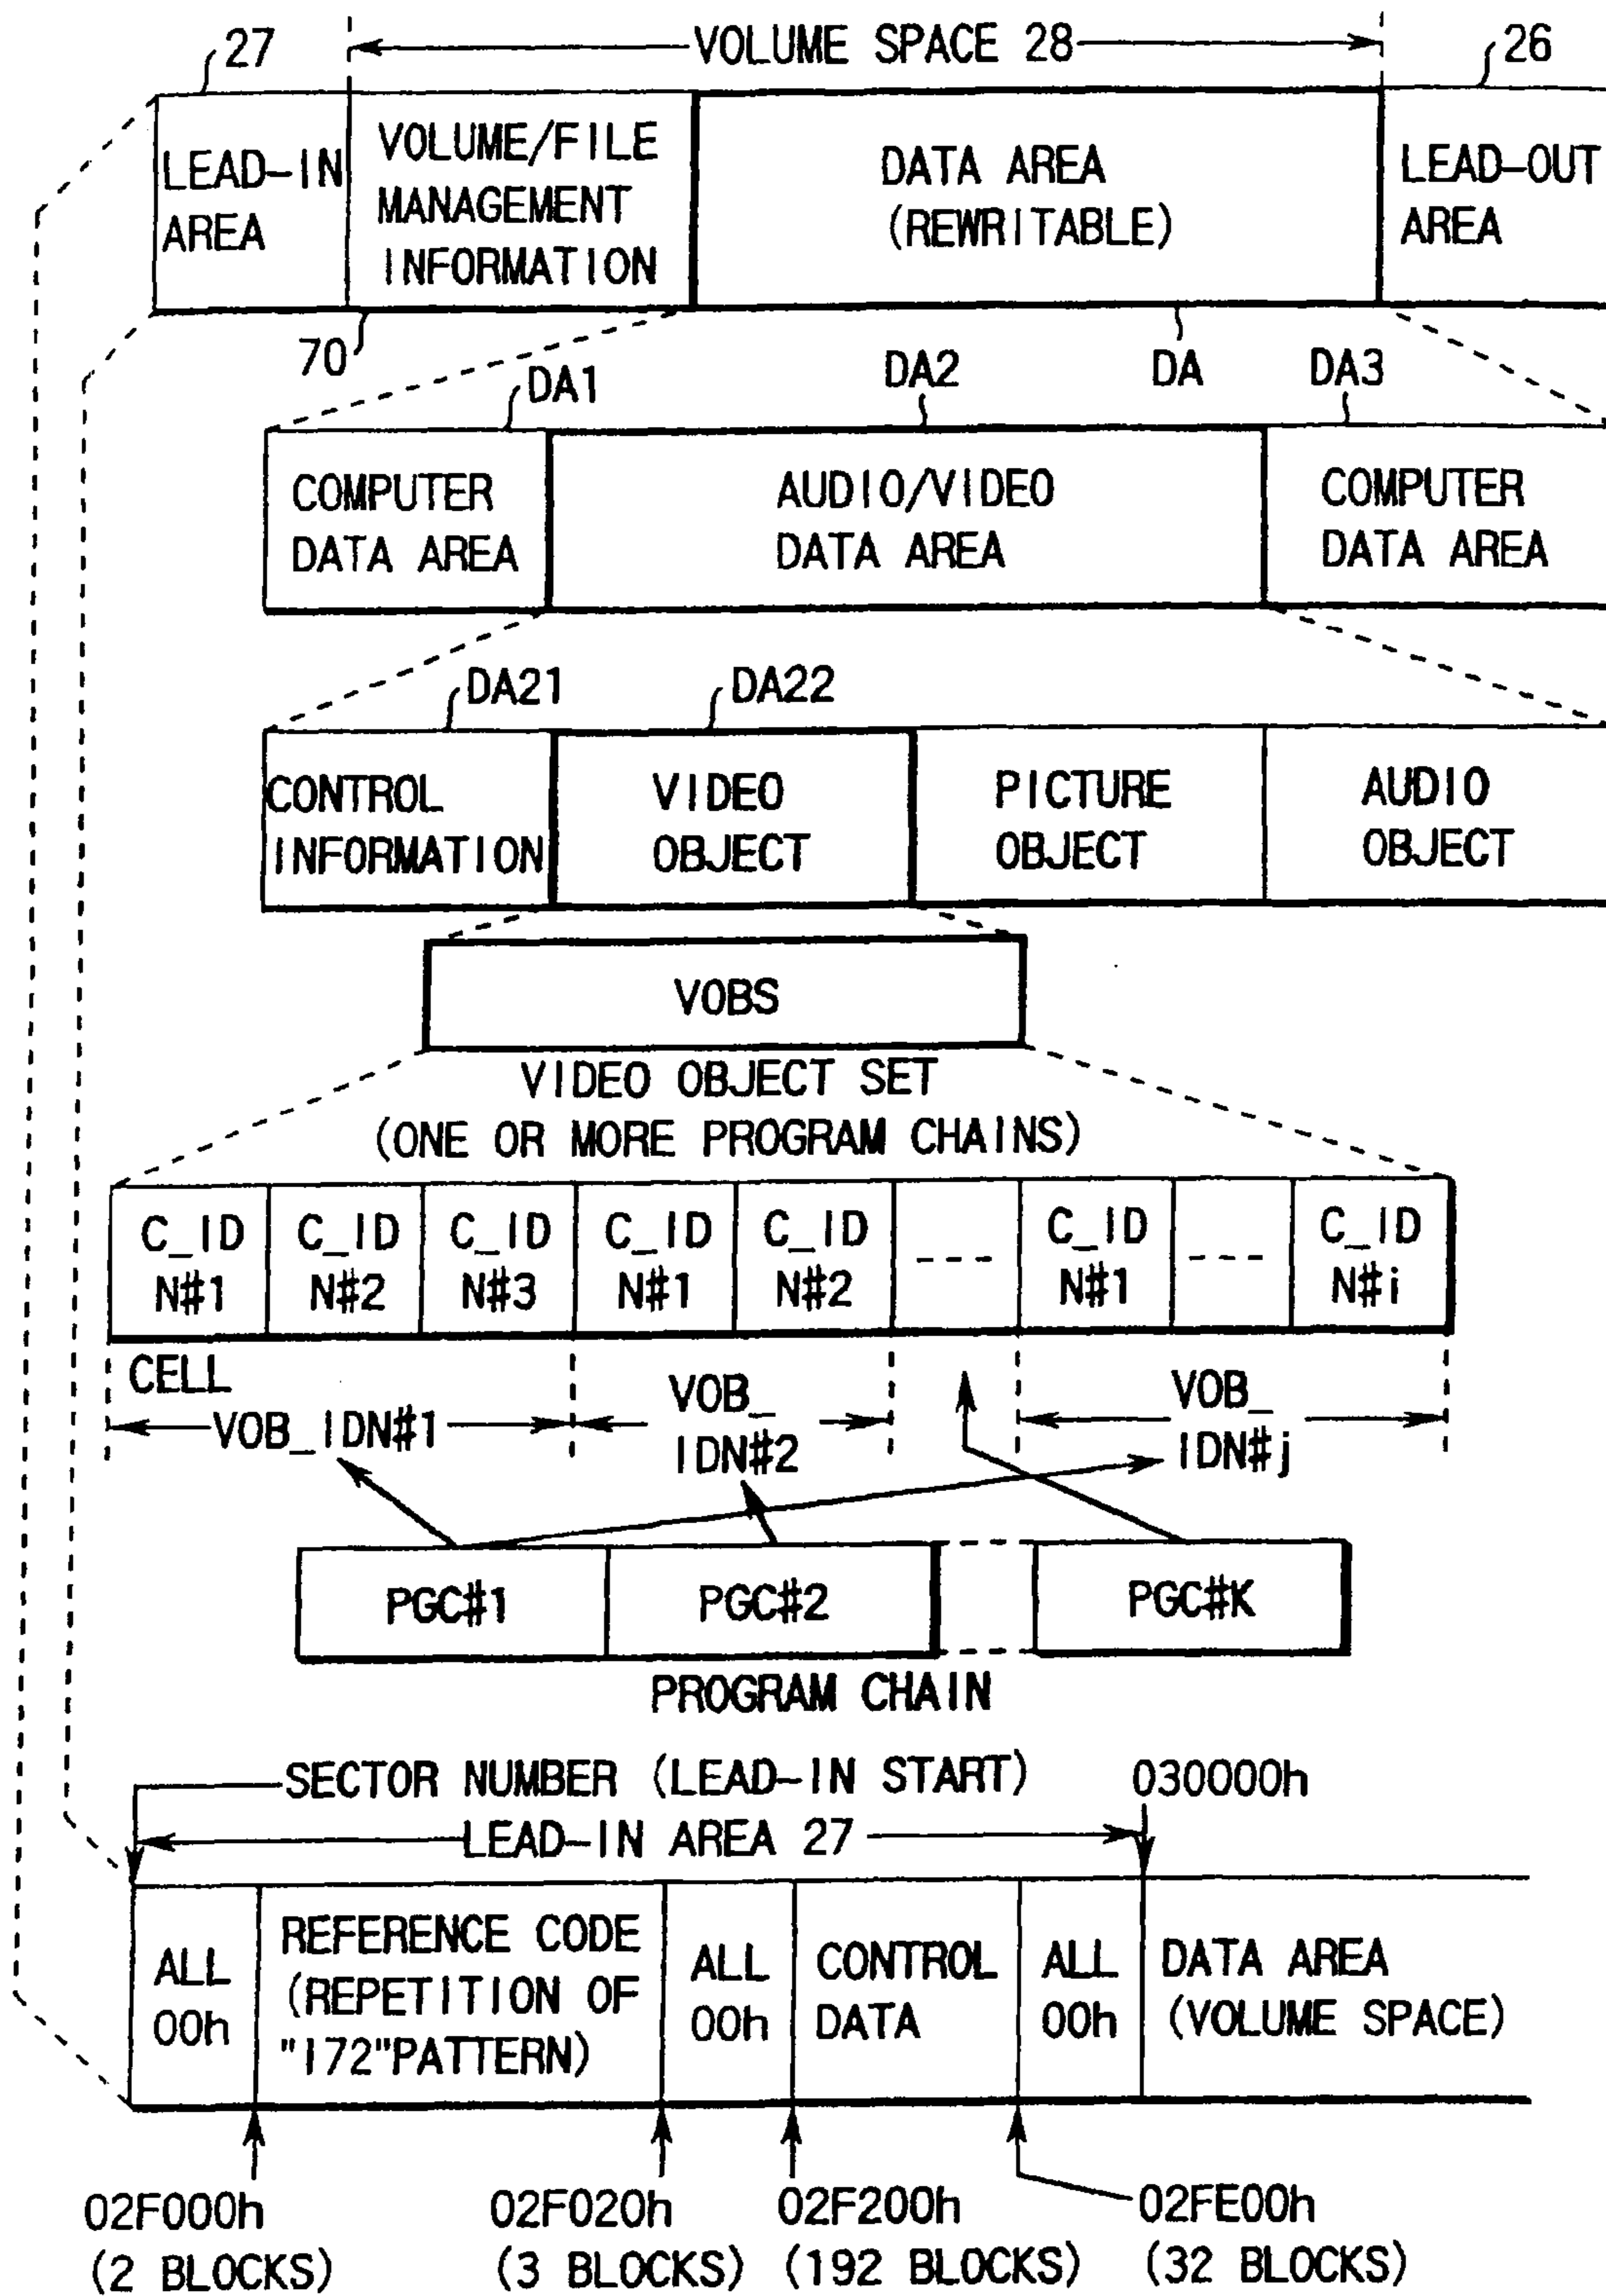 27
VOLUME SPACE 28
26
LEAD-IN
AREA
VOLUME/FILE
MANAGEMENT
INFORMATION
DATA AREA
(REWRITABLE)
LEAD-OUT
AREA
70
DA1
DA2
DA
DA3
COMPUTER
DATA AREA
AUDIO/VIDEO
DATA AREA
COMPUTER
DATA AREA
DA21
DA22
CONTROL
INFORMATION
VIDEO
OBJECT
PICTURE
OBJECT
AUDIO
OBJECT
VOBS
VIDEO OBJECT SET
(ONE OR MORE PROGRAM CHAINS)
C_ID
N#1
C_ID
N#2
C_ID
N#3
C_ID
N#1
C_ID
N#2
----
C_ID
N#1
----
C_ID
N#i
CELL
VOB_IDN#1
VOB_
IDN#2
VOB_
IDN#j
PGC#1
PGC#2
PGC#K
PROGRAM CHAIN
SECTOR NUMBER (LEAD-IN START)
030000h
LEAD-IN AREA 27
ALL
00h
REFERENCE CODE
(REPETITION OF
"172"PATTERN)
ALL
00h
CONTROL
DATA
ALL
00h
DATA AREA
(VOLUME SPACE)
02F000h
(2 BLOCKS)
02F020h
(3 BLOCKS)
02F200h
(192 BLOCKS)
02FE00h
(32 BLOCKS)